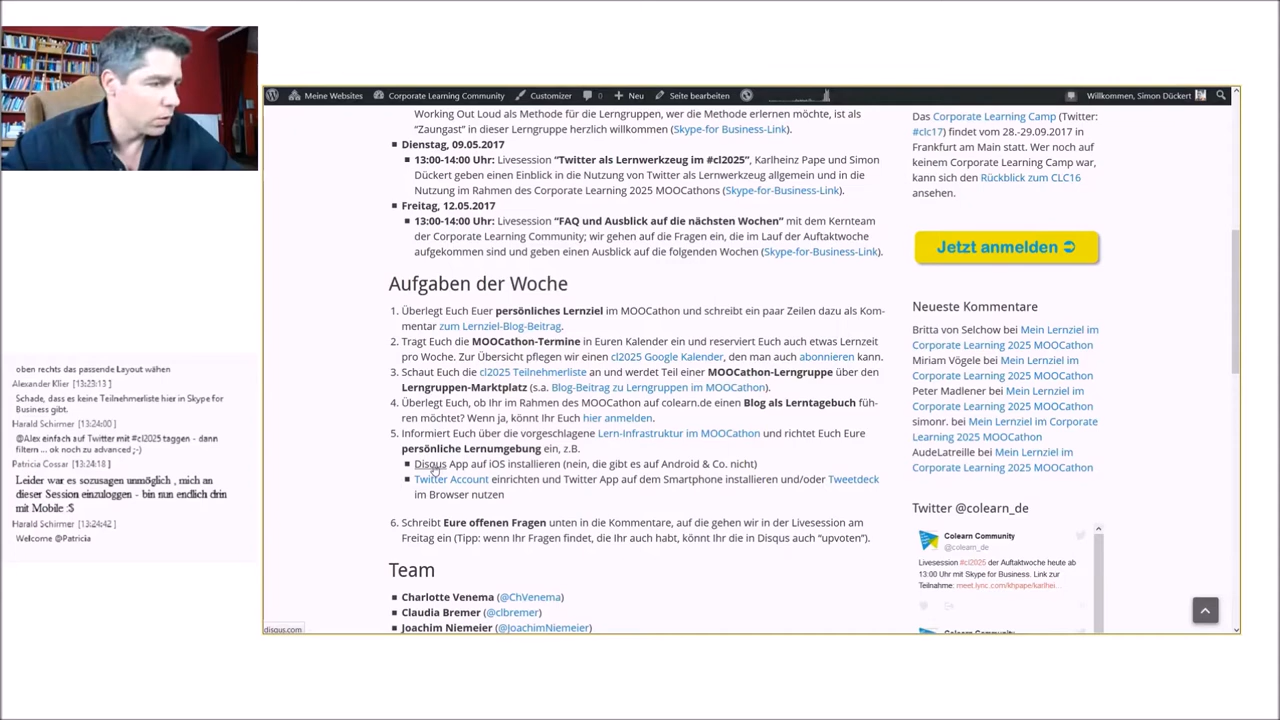 Meine Websites Corporate Learning Community Customizer 0 Neu Seite bearbeiten Willkommen, Simon Dückert
Working Out Loud als Methode für die Lerngruppen, wer die Methode erlernen möchte, ist als
"Zaungast" in dieser Lerngruppe herzlich willkommen (Skype-for Business-Link).
Dienstag, 09.05.2017
13:00-14:00 Uhr: Livesession "Twitter als Lernwerkzeug im #cl2025", Karlheinz Pape und Simon
Dückert geben einen Einblick in die Nutzung von Twitter als Lernwerkzeug allgemein und in die
Nutzung im Rahmen des Corporate Learning 2025 MOOCathons (Skype-for-Business-Link).
Freitag, 12.05.2017
13:00-14:00 Uhr: Livesession "FAQ und Ausblick auf die nächsten Wochen" mit dem Kernteam
der Corporate Learning Community; wir gehen auf die Fragen ein, die im Lauf der Auftaktwoche
aufgekommen sind und geben einen Ausblick auf die folgenden Wochen (Skype-for-Business-Link).
Aufgaben der Woche
1. Überlegt Euch Euer persönliches Lernziel im MOOCathon und schreibt ein paar Zeilen dazu als Kom-
mentar zum Lernziel-Blog-Beitrag.
2. Tragt Euch die MOOCathon-Termine in Euren Kalender ein und reserviert Euch auch etwas Lernzeit
pro Woche. Zur Übersicht pflegen wir einen cl2025 Google Kalender, den man auch abonnieren kann.
3. Schaut Euch die cl2025 Teilnehmerliste an und werdet Teil einer MOOCathon-Lerngruppe über den
Lerngruppen-Marktplatz (s.a. Blog-Beitrag zu Lerngruppen im MOOCathon).
4. Überlegt Euch, ob Ihr im Rahmen des MOOCathon auf colearn.de einen Blog als Lerntagebuch füh-
ren möchtet? Wenn ja, könnt Ihr Euch hier anmelden.
5. Informiert Euch über die vorgeschlagene Lern-Infrastruktur im MOOCathon und richtet Euch Eure
persönliche Lernumgebung ein, z.B.
Disqus App auf iOS installieren (nein, die gibt es auf Android & Co. nicht)
Twitter Account einrichten und Twitter App auf dem Smartphone installieren und/oder Tweetdeck
im Browser nutzen
6. Schreibt Eure offenen Fragen unten in die Kommentare, auf die gehen wir in der Livesession am
Freitag ein (Tipp: wenn Ihr Fragen findet, die Ihr auch habt, könnt Ihr die in Disqus auch "upvoten").
Team
Charlotte Venema (@ChVenema)
Claudia Bremer (@clbremer)
Joachim Niemeier (@JoachimNiemeier)
disqus.com
Das Corporate Learning Camp (Twitter:
#clc17) findet vom 28.-29.09.2017 in
Frankfurt am Main statt. Wer noch auf
keinem Corporate Learning Camp war,
kann sich den Rückblick zum CLC16
ansehen.
Jetzt anmelden
Neueste Kommentare
Britta von Selchow bei Mein Lernziel im
Corporate Learning 2025 MOOCathon
Miriam Vögele bei Mein Lernziel im
Corporate Learning 2025 MOOCathon
Peter Madlener bei Mein Lernziel im
Corporate Learning 2025 MOOCathon
simonr. bei Mein Lernziel im Corporate
Learning 2025 MOOCathon
AudeLatreille bei Mein Lernziel im
Corporate Learning 2025 MOOCathon
Twitter @colearn_de
Colearn Community
@colearn_de
Livesession #cl2025 der Auftaktwoche heute ab
13:00 Uhr mit Skype for Business. Link zur
Teilnahme: meet.lync.com/khpape/karlhei...
Colearn Community
oben rechts das passende Layout wählen
Alexander Klier [13:23:13]
Schade, dass es keine Teilnehmerliste hier in Skype for
Business gibt.
Harald Schirmer [13:24:00]
@Alex einfach auf Twitter mit #cl2025 taggen - dann
filtern ... ok noch zu advanced ;-)
Patricia Cossar [13:24:18]
Leider war es sozusagen unmöglich , mich an
dieser Session einzuloggen - bin nun endlich drin
mit Mobile :$
Harald Schirmer [13:24:42]
Welcome @Patricia